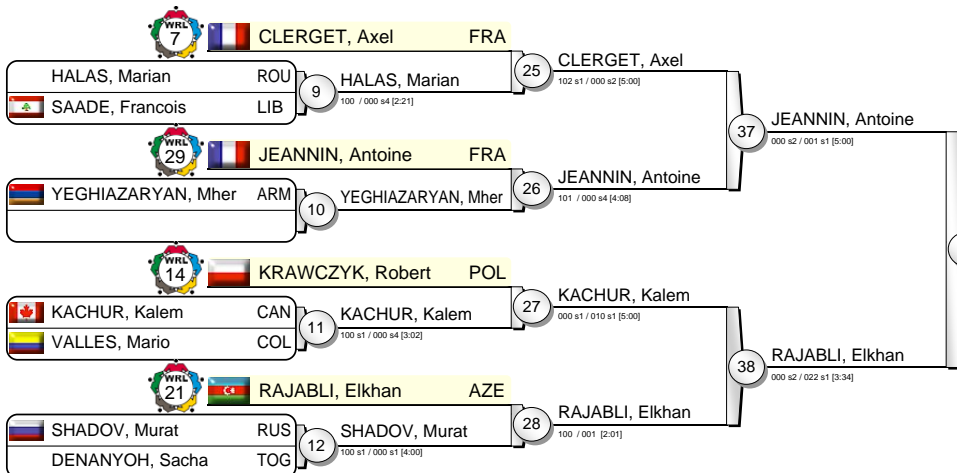 WRL
7
CLERGET, Axel FRA
HALAS, Marian ROU
SAADE, Francois LIB
9
HALAS, Marian
100 / 000 s4 [2:21]
25
CLERGET, Axel
102 s1 / 000 s2 [5:00]
WRL
29
JEANNIN, Antoine FRA
YEGHIAZARYAN, Mher ARM
10
YEGHIAZARYAN, Mher
26
JEANNIN, Antoine
101 / 000 s4 [4:08]
37
JEANNIN, Antoine
000 s2 / 001 s1 [5:00]
WRL
14
KRAWCZYK, Robert POL
KACHUR, Kalem CAN
VALLES, Mario COL
11
KACHUR, Kalem
100 s1 / 000 s4 [3:02]
27
KACHUR, Kalem
000 s1 / 010 s1 [5:00]
WRL
21
RAJABLI, Elkhan AZE
SHADOV, Murat RUS
DENANYOH, Sacha TOG
12
SHADOV, Murat
100 s1 / 000 s1 [4:00]
28
RAJABLI, Elkhan
100 / 001 [2:01]
38
RAJABLI, Elkhan
000 s2 / 022 s1 [3:34]